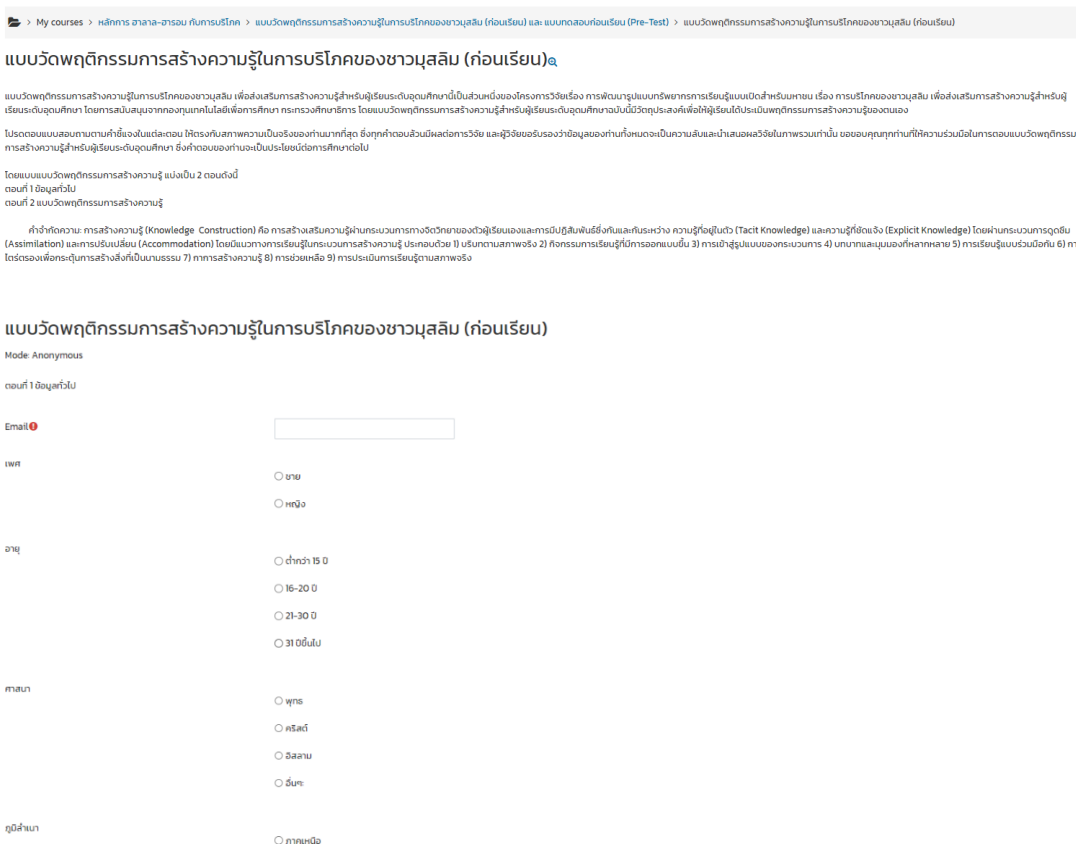 > My courses > หลักการ ฮาลาล-ฮารอม กับการบริโภค > แบบวัดพฤติกรรมการสร้างความรู้ในการบริโภคของชาวมุสลิม (ก่อนเรียน) และ แบบทดสอบก่อนเรียน (Pre-Test) > แบบวัดพฤติกรรมการสร้างความรู้ในการบริโภคของชาวมุสลิม (ก่อนเรียน)
แบบวัดพฤติกรรมการสร้างความรู้ในการบริโภคของชาวมุสลิม (ก่อนเรียน)
แบบวัดพฤติกรรมการสร้างความรู้ในการบริโภคของชาวมุสลิม เพื่อส่งเสริมการสร้างความรู้สำหรับผู้เรียนระดับอุดมศึกษานี้เป็นส่วนหนึ่งของโครงการวิจัยเรื่อง การพัฒนารูปแบบทรัพยากรการเรียนรู้แบบเปิดสำหรับมหาชน เรื่อง การบริโภคของชาวมุสลิม เพื่อส่งเสริมการสร้างความรู้สำหรับผู้
เรียนระดับอุดมศึกษา โดยการสนับสนุนจากกองทุนเทคโนโลยีเพื่อการศึกษา กระทรวงศึกษาธิการ โดยแบบวัดพฤติกรรมการสร้างความรู้สำหรับผู้เรียนระดับอุดมศึกษาฉบับนี้มีวัตถุประสงค์เพื่อให้ผู้เรียนได้ประเมินพฤติกรรมการสร้างความรู้ของตนเอง
โปรดตอบแบบสอบถามตามคำชี้แจงในแต่ละตอน ให้ตรงกับสภาพความเป็นจริงของท่านมากที่สุด ซึ่งทุกคำตอบล้วนมีผลต่อการวิจัย และผู้วิจัยขอรับรองว่าข้อมูลของท่านทั้งหมดจะเป็นความลับและนำเสนอผลวิจัยในภาพรวมเท่านั้น ขอขอบคุณทุกท่านที่ให้ความร่วมมือในการตอบแบบวัดพฤติกรรม
การสร้างความรู้สำหรับผู้เรียนระดับอุดมศึกษา ซึ่งคำตอบของท่านจะเป็นประโยชน์ต่อการศึกษาต่อไป
โดยแบบแบบวัดพฤติกรรมการสร้างความรู้ แบ่งเป็น 2 ตอนดังนี้
ตอนที่ 1 ข้อมูลทั่วไป
ตอนที่ 2 แบบวัดพฤติกรรมการสร้างความรู้
คำจำกัดความ: การสร้างความรู้ (Knowledge Construction) คือ การสร้างเสริมความรู้ผ่านกระบวนการทางจิตวิทยาของตัวผู้เรียนเองและการมีปฏิสัมพันธ์ซึ่งกันและกันระหว่าง ความรู้ที่อยู่ในตัว (Tacit Knowledge) และความรู้ที่ชัดแจ้ง (Explicit Knowledge) โดยผ่านกระบวนการดูดซึม
(Assimilation) และการปรับเปลี่ยน (Accommodation) โดยมีแนวทางการเรียนรู้ในกระบวนการสร้างความรู้ ประกอบด้วย 1) บริบทตามสภาพจริง 2) กิจกรรมการเรียนรู้ที่มีการออกแบบขึ้น 3) การเข้าสู่รูปแบบของกระบวนการ 4) บทบาทและมุมมองที่หลากหลาย 5) การเรียนรู้แบบร่วมมือกัน 6) กา
ไตร่ตรองเพื่อกระตุ้นการสร้างสิ่งที่เป็นนามธรรม 7) กาการสร้างความรู้ 8) การช่วยเหลือ 9) การประเมินการเรียนรู้ตามสภาพจริง
แบบวัดพฤติกรรมการสร้างความรู้ในการบริโภคของชาวมุสลิม (ก่อนเรียน)
Mode: Anonymous
ตอนที่ 1 ข้อมูลทั่วไป
Email
เพศ
ชาย
หญิง
อายุ
ต่ำกว่า 15 ปี
16-20 ปี
21-30 ปี
31 ปีขึ้นไป
ศาสนา
พุทธ
คริสต์
อิสลาม
อื่นๆ:
ภูมิลำเนา
ภาคเหนือ